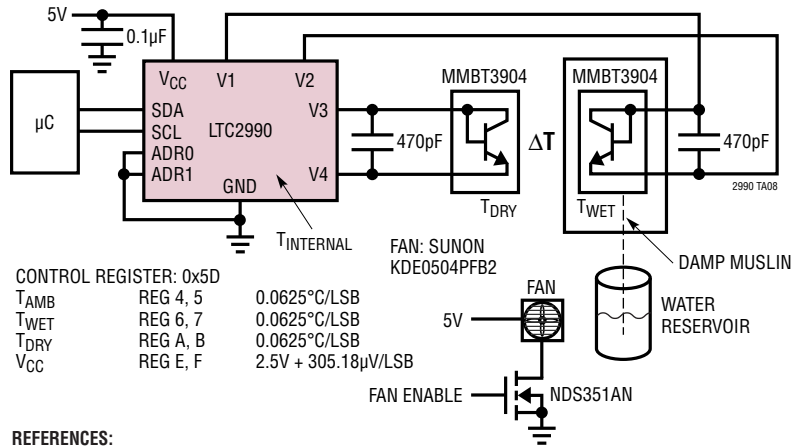 5V
0.1µF
VCC V1 V2
MMBT3904
MMBT3904
µC
SDA
SCL
ADR0
ADR1
LTC2990
GND
V3
V4
470pF
ΔT
470pF
2990 TA08
TINTERNAL
TDRY
TWET
FAN: SUNON
KDE0504PFB2
DAMP MUSLIN
FAN
WATER
RESERVOIR
5V
CONTROL REGISTER: 0x5D
TAMB REG 4, 5 0.0625°C/LSB
TWET REG 6, 7 0.0625°C/LSB
TDRY REG A, B 0.0625°C/LSB
VCC REG E, F 2.5V + 305.18µV/LSB
FAN ENABLE
NDS351AN
REFERENCES: